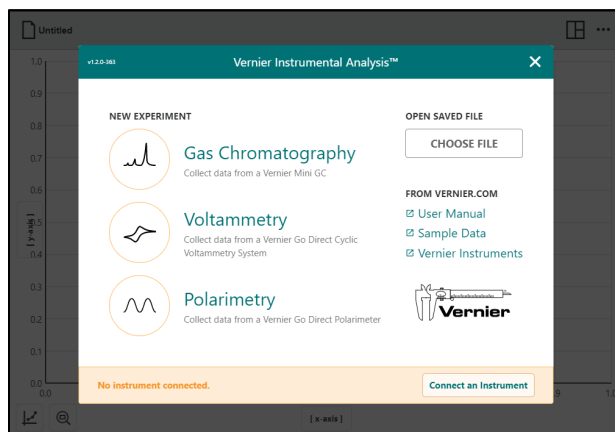 Untitled
v1.2.0-363
Vernier Instrumental Analysis™
NEW EXPERIMENT
Gas Chromatography
Collect data from a Vernier Mini GC
Voltammetry
Collect data from a Vernier Go Direct Cyclic
Voltammetry System
Polarimetry
Collect data from a Vernier Go Direct Polarimeter
OPEN SAVED FILE
CHOOSE FILE
FROM VERNIER.COM
User Manual
Sample Data
Vernier Instruments
Vernier
No instrument connected.
Connect an Instrument
1.0
0.9
0.8
0.7
0.6
0.5
0.4
0.3
0.2
0.1
0.0
[ y-axis ]
0.0
[ x-axis ]